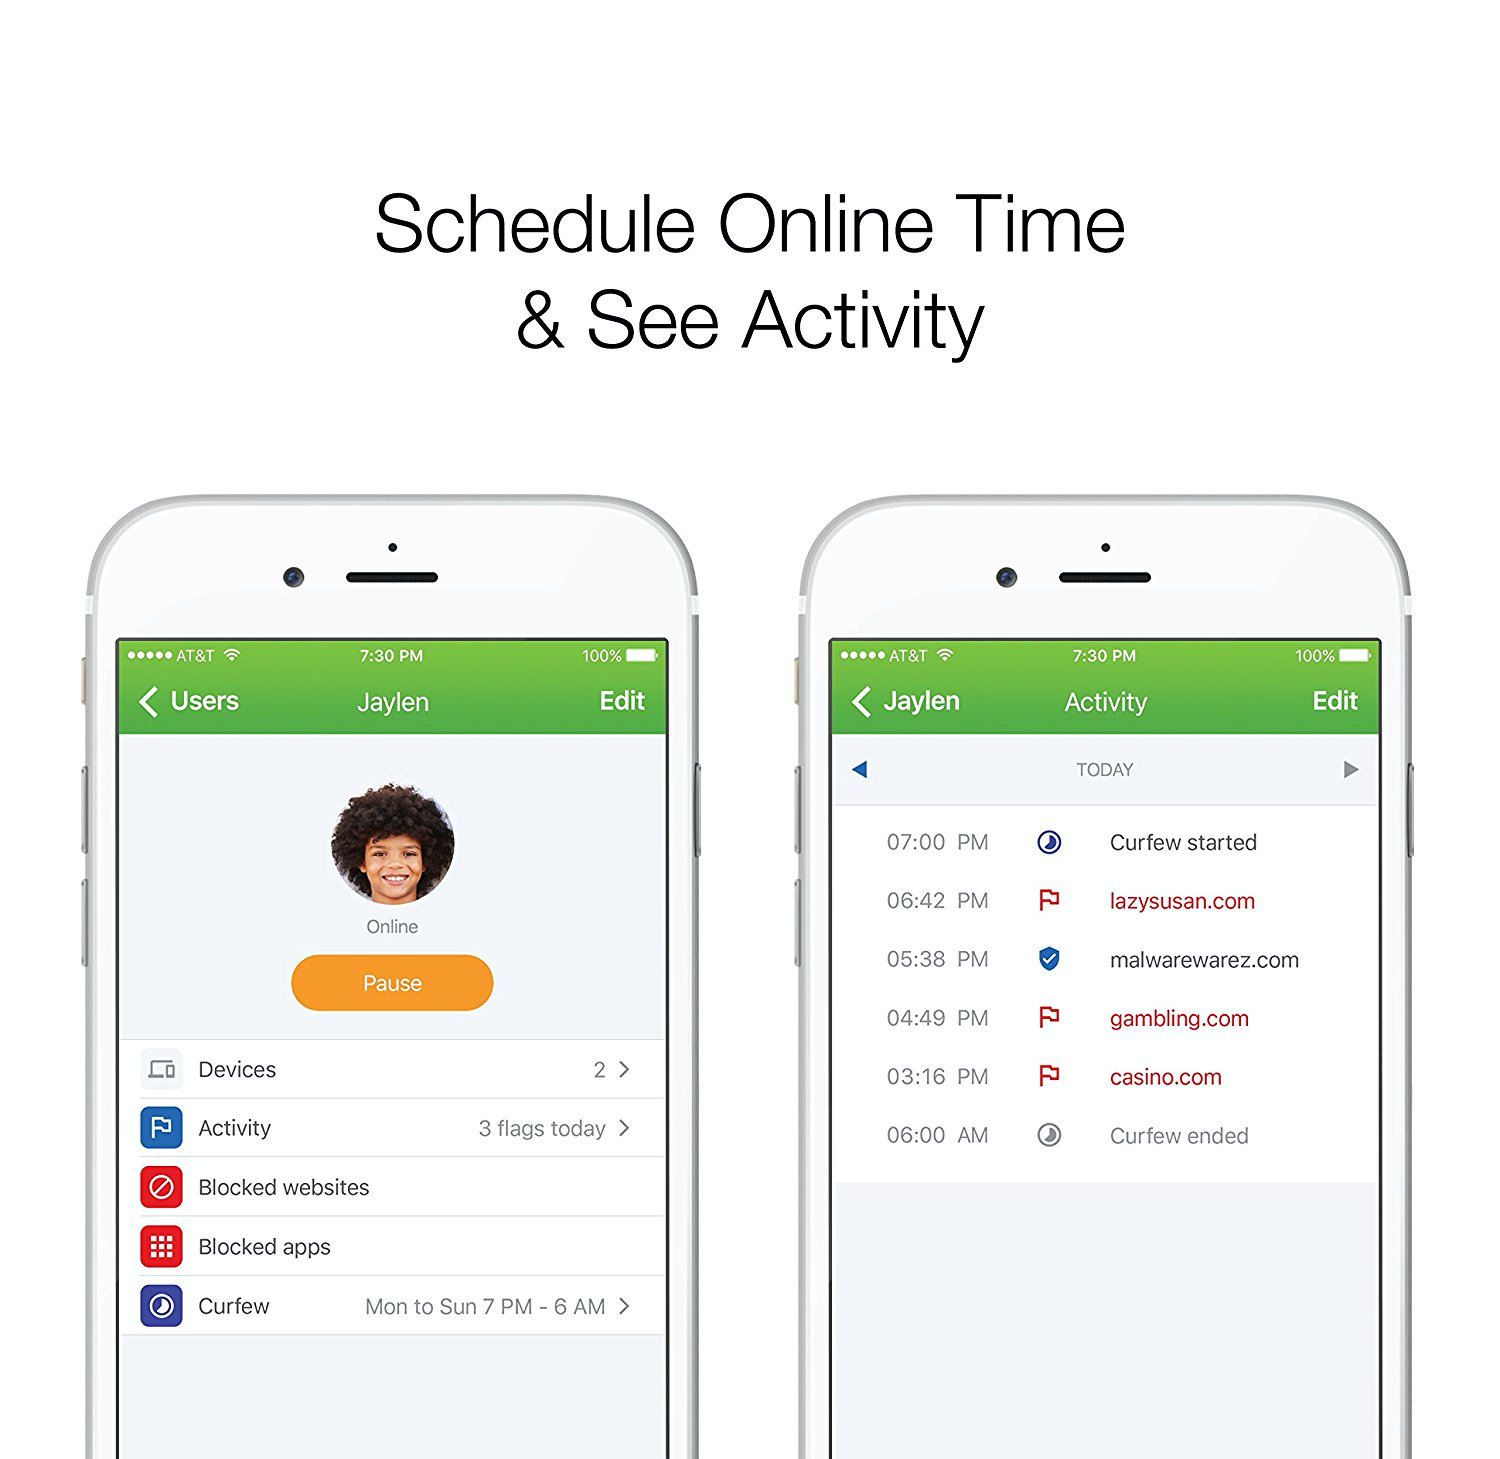 Schedule Online Time
& See Activity
AT&T 7:30 PM 100%
Users Jaylen Edit
Online
Pause
Devices 2
Activity 3 flags today
Blocked websites
Blocked apps
Curfew Mon to Sun 7 PM - 6 AM
AT&T 7:30 PM 100%
Jaylen Activity Edit
TODAY
07:00 PM Curfew started
06:42 PM lazysusan.com
05:38 PM malwarewarez.com
04:49 PM gambling.com
03:16 PM casino.com
06:00 AM Curfew ended